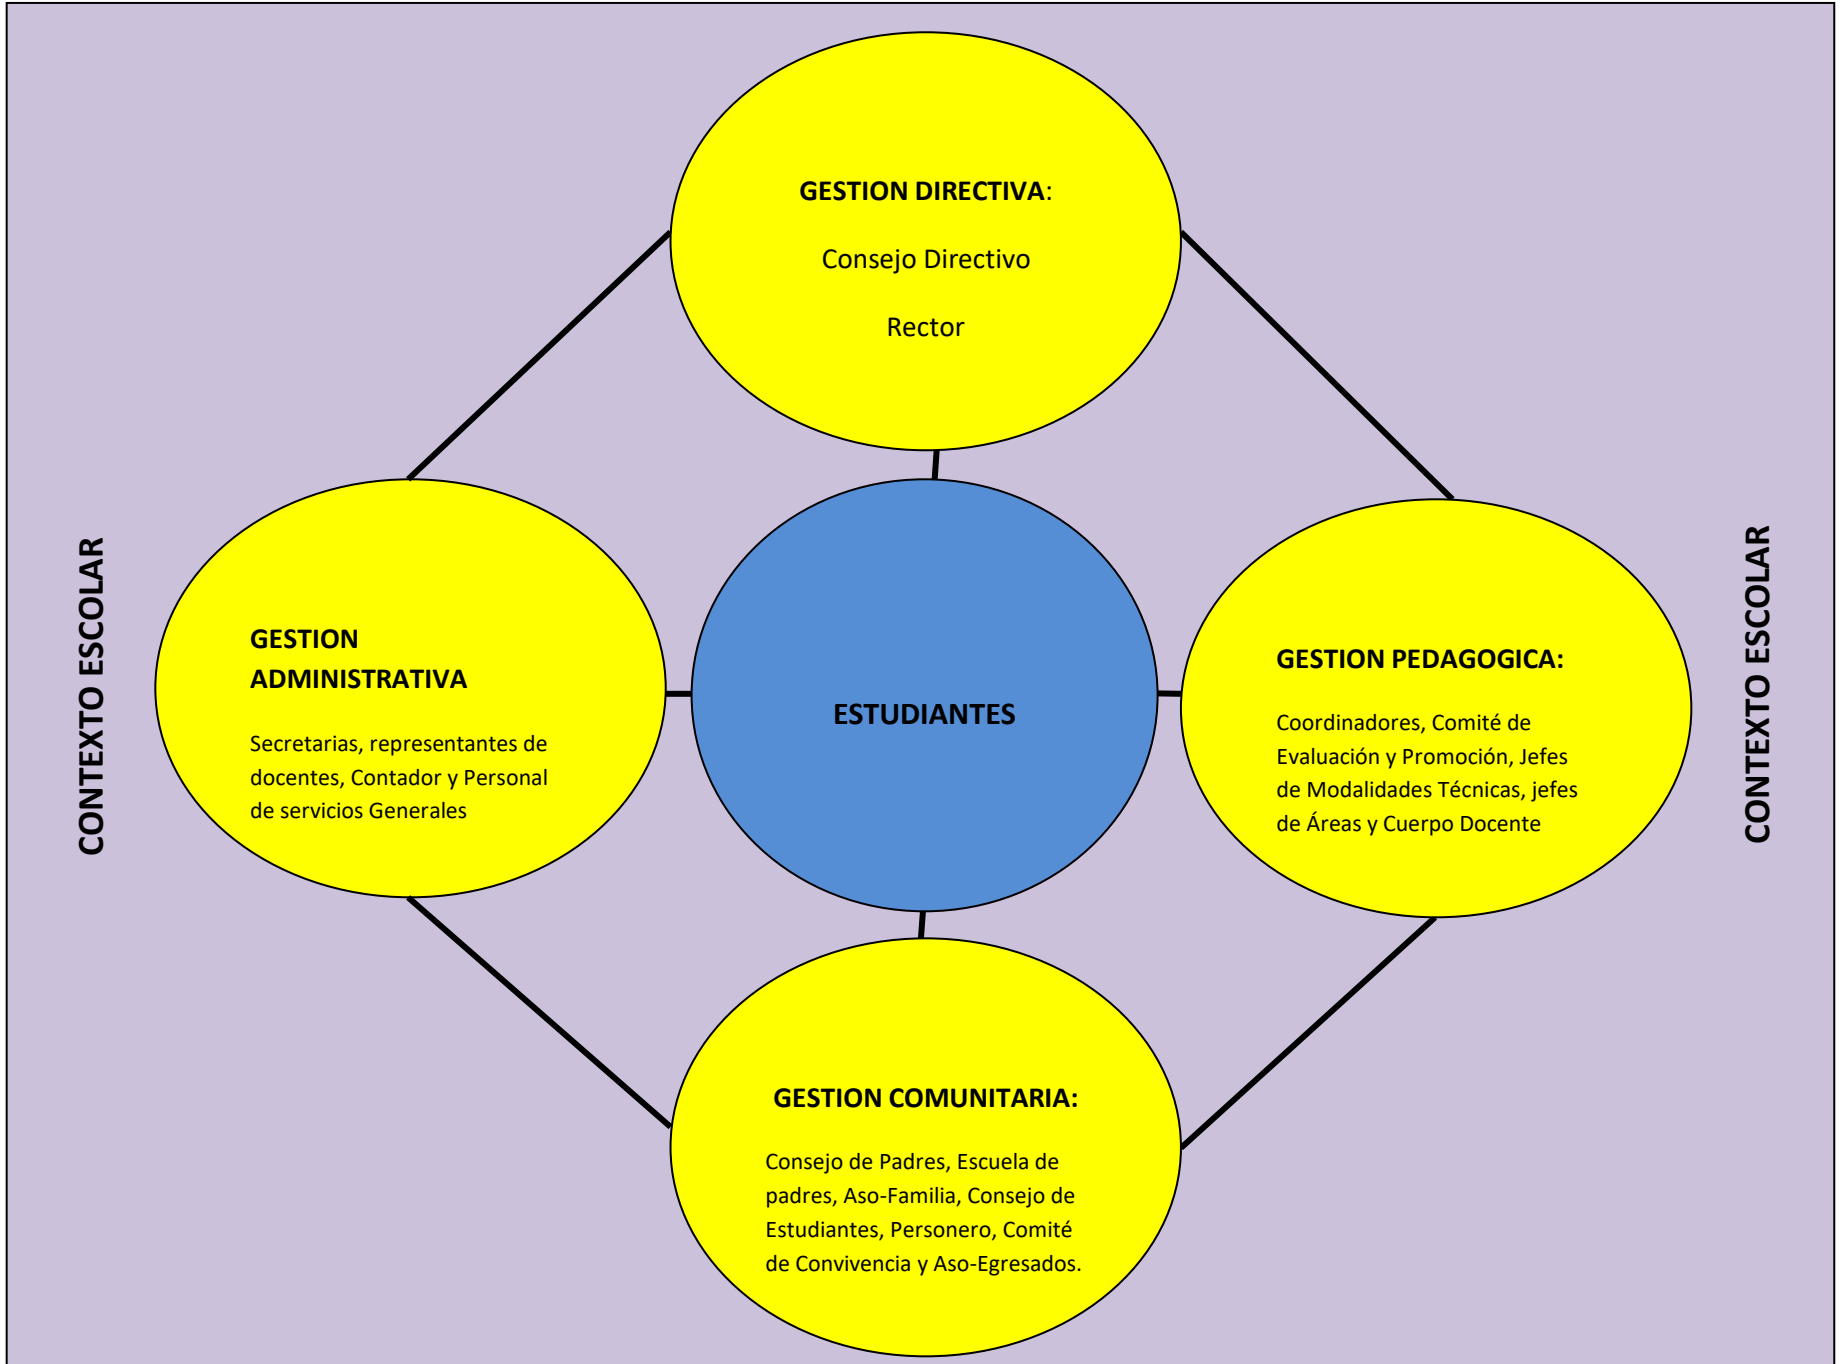 GESTION DIRECTIVA:
Consejo Directivo
Rector
CONTEXTO ESCOLAR
GESTION
ADMINISTRATIVA
Secretarias, representantes de
docentes, Contador y Personal
de servicios Generales
ESTUDIANTES
GESTION PEDAGOGICA:
Coordinadores, Comité de
Evaluación y Promoción, Jefes
de Modalidades Técnicas, jefes
de Áreas y Cuerpo Docente
CONTEXTO ESCOLAR
GESTION COMUNITARIA:
Consejo de Padres, Escuela de
padres, Aso-Familia, Consejo de
Estudiantes, Personero, Comité
de Convivencia y Aso-Egresados.